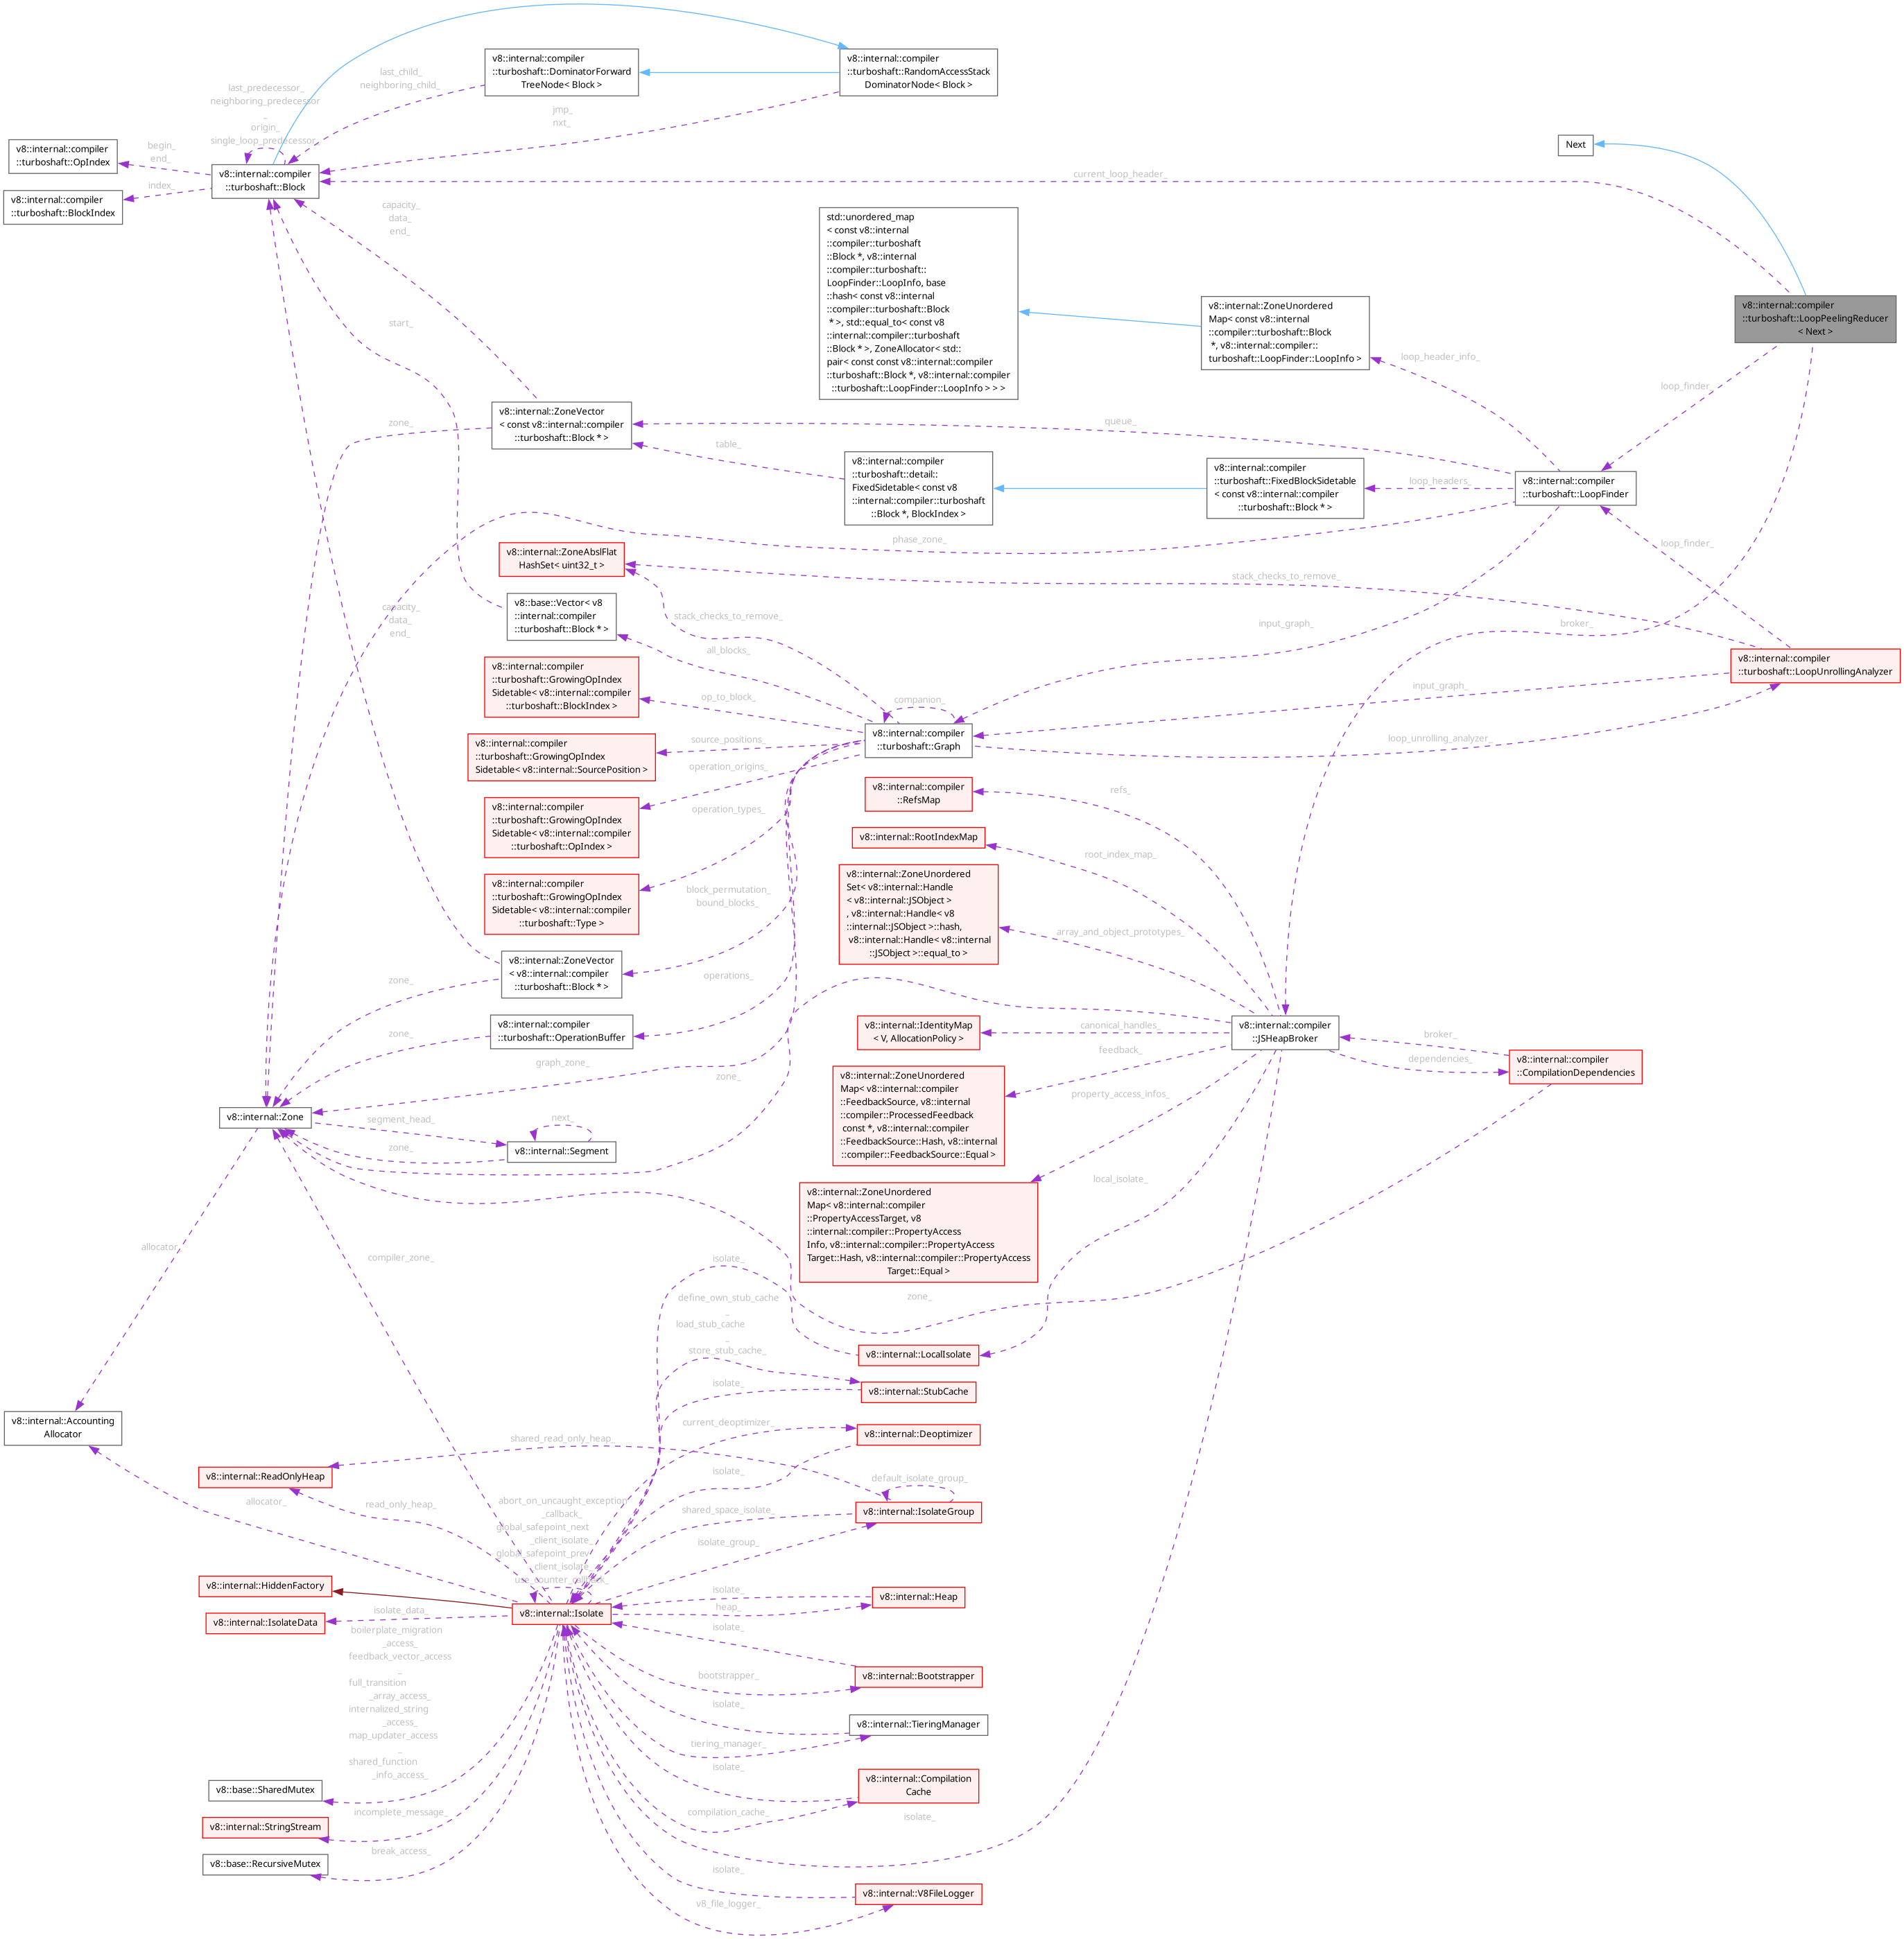 last_child_
neighboring_child_
v8::internal::compiler
::turboshaft::DominatorForward
TreeNode< Block >
v8::internal::compiler
::turboshaft::RandomAccessStack
DominatorNode< Block >
last_predecessor_
neighboring_predecessor
_
origin_
single_loop_predecessor_
jmp_
nxt_
v8::internal::compiler
::turboshaft::OpIndex
begin_
end_
v8::internal::compiler
::turboshaft::Block
index_
v8::internal::compiler
::turboshaft::BlockIndex
Next
current_loop_header_
capacity_
data_
end_
start_
std::unordered_map
< const v8::internal
::compiler::turboshaft
::Block *, v8::internal
::compiler::turboshaft::
LoopFinder::LoopInfo, base
::hash< const v8::internal
::compiler::turboshaft::Block
* >, std::equal_to< const v8
::internal::compiler::turboshaft
::Block * >, ZoneAllocator< std::
pair< const const v8::internal::compiler
::turboshaft::Block *, v8::internal::compiler
::turboshaft::LoopFinder::LoopInfo > > >
v8::internal::ZoneUnordered
Map< const v8::internal
::compiler::turboshaft::Block
*, v8::internal::compiler::
turboshaft::LoopFinder::LoopInfo >
v8::internal::compiler
::turboshaft::LoopPeelingReducer
< Next >
loop_header_info_
loop_finder_
zone_
v8::internal::ZoneVector
< const v8::internal::compiler
::turboshaft::Block * >
queue_
table_
v8::internal::compiler
::turboshaft::detail::
FixedSidetable< const v8
::internal::compiler::turboshaft
::Block *, BlockIndex >
v8::internal::compiler
::turboshaft::FixedBlockSidetable
< const v8::internal::compiler
::turboshaft::Block * >
loop_headers_
v8::internal::compiler
::turboshaft::LoopFinder
phase_zone_
loop_finder_
v8::internal::ZoneAbslFlat
HashSet< uint32_t >
stack_checks_to_remove_
capacity_
data_
end_
v8::base::Vector< v8
::internal::compiler
::turboshaft::Block * >
stack_checks_to_remove_
all_blocks_
input_graph_
broker_
v8::internal::compiler
::turboshaft::GrowingOpIndex
Sidetable< v8::internal::compiler
::turboshaft::BlockIndex >
op_to_block_
companion_
v8::internal::compiler
::turboshaft::Graph
input_graph_
loop_unrolling_analyzer_
v8::internal::compiler
::turboshaft::LoopUnrollingAnalyzer
v8::internal::compiler
::turboshaft::GrowingOpIndex
Sidetable< v8::internal::SourcePosition >
source_positions_
operation_origins_
v8::internal::compiler
::turboshaft::GrowingOpIndex
Sidetable< v8::internal::compiler
::turboshaft::OpIndex >
operation_types_
v8::internal::compiler
::RefsMap
refs_
v8::internal::RootIndexMap
root_index_map_
v8::internal::compiler
::turboshaft::GrowingOpIndex
Sidetable< v8::internal::compiler
::turboshaft::Type >
block_permutation_
bound_blocks_
v8::internal::ZoneUnordered
Set< v8::internal::Handle
< v8::internal::JSObject >
, v8::internal::Handle< v8
::internal::JSObject >::hash,
v8::internal::Handle< v8::internal
::JSObject >::equal_to >
array_and_object_prototypes_
v8::internal::ZoneVector
< v8::internal::compiler
::turboshaft::Block * >
zone_
operations_
v8::internal::compiler
::turboshaft::OperationBuffer
zone_
graph_zone_
zone_
v8::internal::IdentityMap
< V, AllocationPolicy >
canonical_handles_
v8::internal::compiler
::JSHeapBroker
broker_
dependencies_
v8::internal::compiler
::CompilationDependencies
feedback_
v8::internal::ZoneUnordered
Map< v8::internal::compiler
::FeedbackSource, v8::internal
::compiler::ProcessedFeedback
const *, v8::internal::compiler
::FeedbackSource::Hash, v8::internal
::compiler::FeedbackSource::Equal >
property_access_infos_
v8::internal::Zone
segment_head_
zone_
next_
v8::internal::Segment
v8::internal::ZoneUnordered
Map< v8::internal::compiler
::PropertyAccessTarget, v8
::internal::compiler::PropertyAccess
Info, v8::internal::compiler::PropertyAccess
Target::Hash, v8::internal::compiler::PropertyAccess
Target::Equal >
local_isolate_
allocator_
compiler_zone_
isolate_
zone_
define_own_stub_cache
_
load_stub_cache
_
store_stub_cache_
v8::internal::LocalIsolate
v8::internal::StubCache
isolate_
v8::internal::Accounting
Allocator
current_deoptimizer_
v8::internal::Deoptimizer
shared_read_only_heap_
isolate_
v8::internal::ReadOnlyHeap
read_only_heap_
allocator_
default_isolate_group_
v8::internal::IsolateGroup
shared_space_isolate_
isolate_group_
abort_on_uncaught_exception
_callback_
global_safepoint_next
_client_isolate_
global_safepoint_prev
_client_isolate_
use_counter_callback_
v8::internal::HiddenFactory
v8::internal::IsolateData
isolate_data_
v8::internal::Isolate
isolate_
heap_
v8::internal::Heap
isolate_
bootstrapper_
v8::internal::Bootstrapper
boilerplate_migration
_access_
feedback_vector_access
_
full_transition
_array_access_
internalized_string
_access_
map_updater_access
_
shared_function
_info_access_
isolate_
v8::internal::TieringManager
tiering_manager_
isolate_
v8::internal::Compilation
Cache
compilation_cache_
isolate_
v8::base::SharedMutex
v8::internal::StringStream
incomplete_message_
v8::base::RecursiveMutex
break_access_
isolate_
v8::internal::V8FileLogger
v8_file_logger_